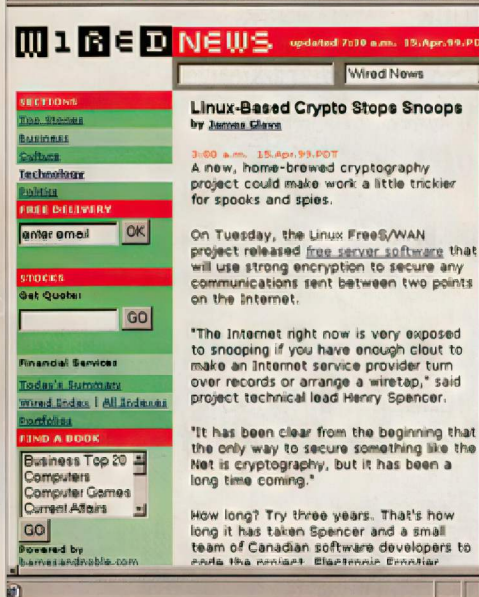 WIRED NEWS updated 7:30 a.m. 15.Apr.99.PD
Wired News
SECTIONS
Top Stories
Business
Culture
Technology
Politics
FREE DELIVERY
enter email OK
STOCKS
Get Quotes:
GO
Financial Services
Today's Summary
Wired Index | All Indexes
Portfolios
FIND A BOOK
Business Top 20
Computers
Computer Games
Current Affairs
GO
Powered by
barnesandnoble.com
Linux-Based Crypto Stops Snoops
by James Glave
3:00 a.m. 15.Apr.99.PDT
A new, home-brewed cryptography
project could make work a little trickier
for spooks and spies.
On Tuesday, the Linux FreeS/WAN
project released free server software that
will use strong encryption to secure any
communications sent between two points
on the Internet.
"The Internet right now is very exposed
to snooping if you have enough clout to
make an Internet service provider turn
over records or arrange a wiretap," said
project technical lead Henry Spencer.
"It has been clear from the beginning that
the only way to secure something like the
Net is cryptography, but it has been a
long time coming."
How long? Try three years. That's how
long it has taken Spencer and a small
team of Canadian software developers to
code the project. Electronic Frontier